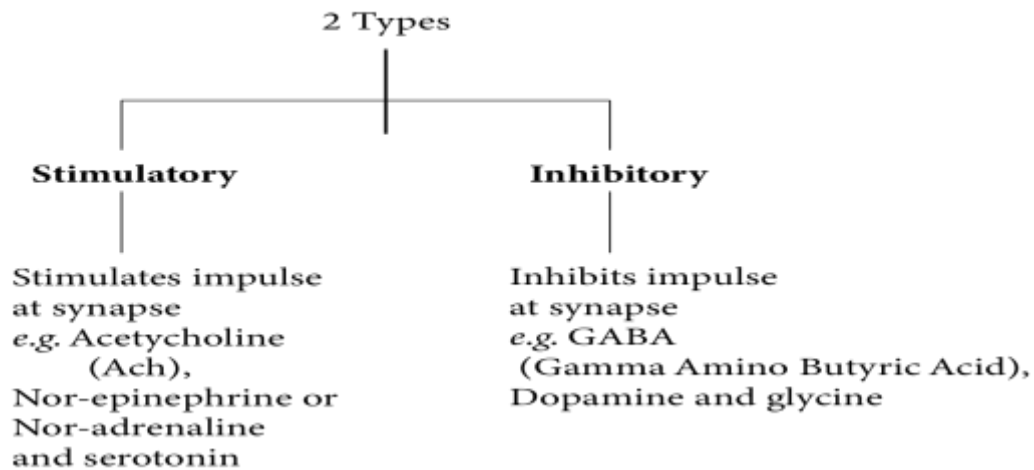 2 Types
Stimulatory
Inhibitory
Stimulates impulse
at synapse
e.g. Acetycholine
(Ach),
Nor-epinephrine or
Nor-adrenaline
and serotonin
Inhibits impulse
at synapse
e.g. GABA
(Gamma Amino Butyric Acid),
Dopamine and glycine